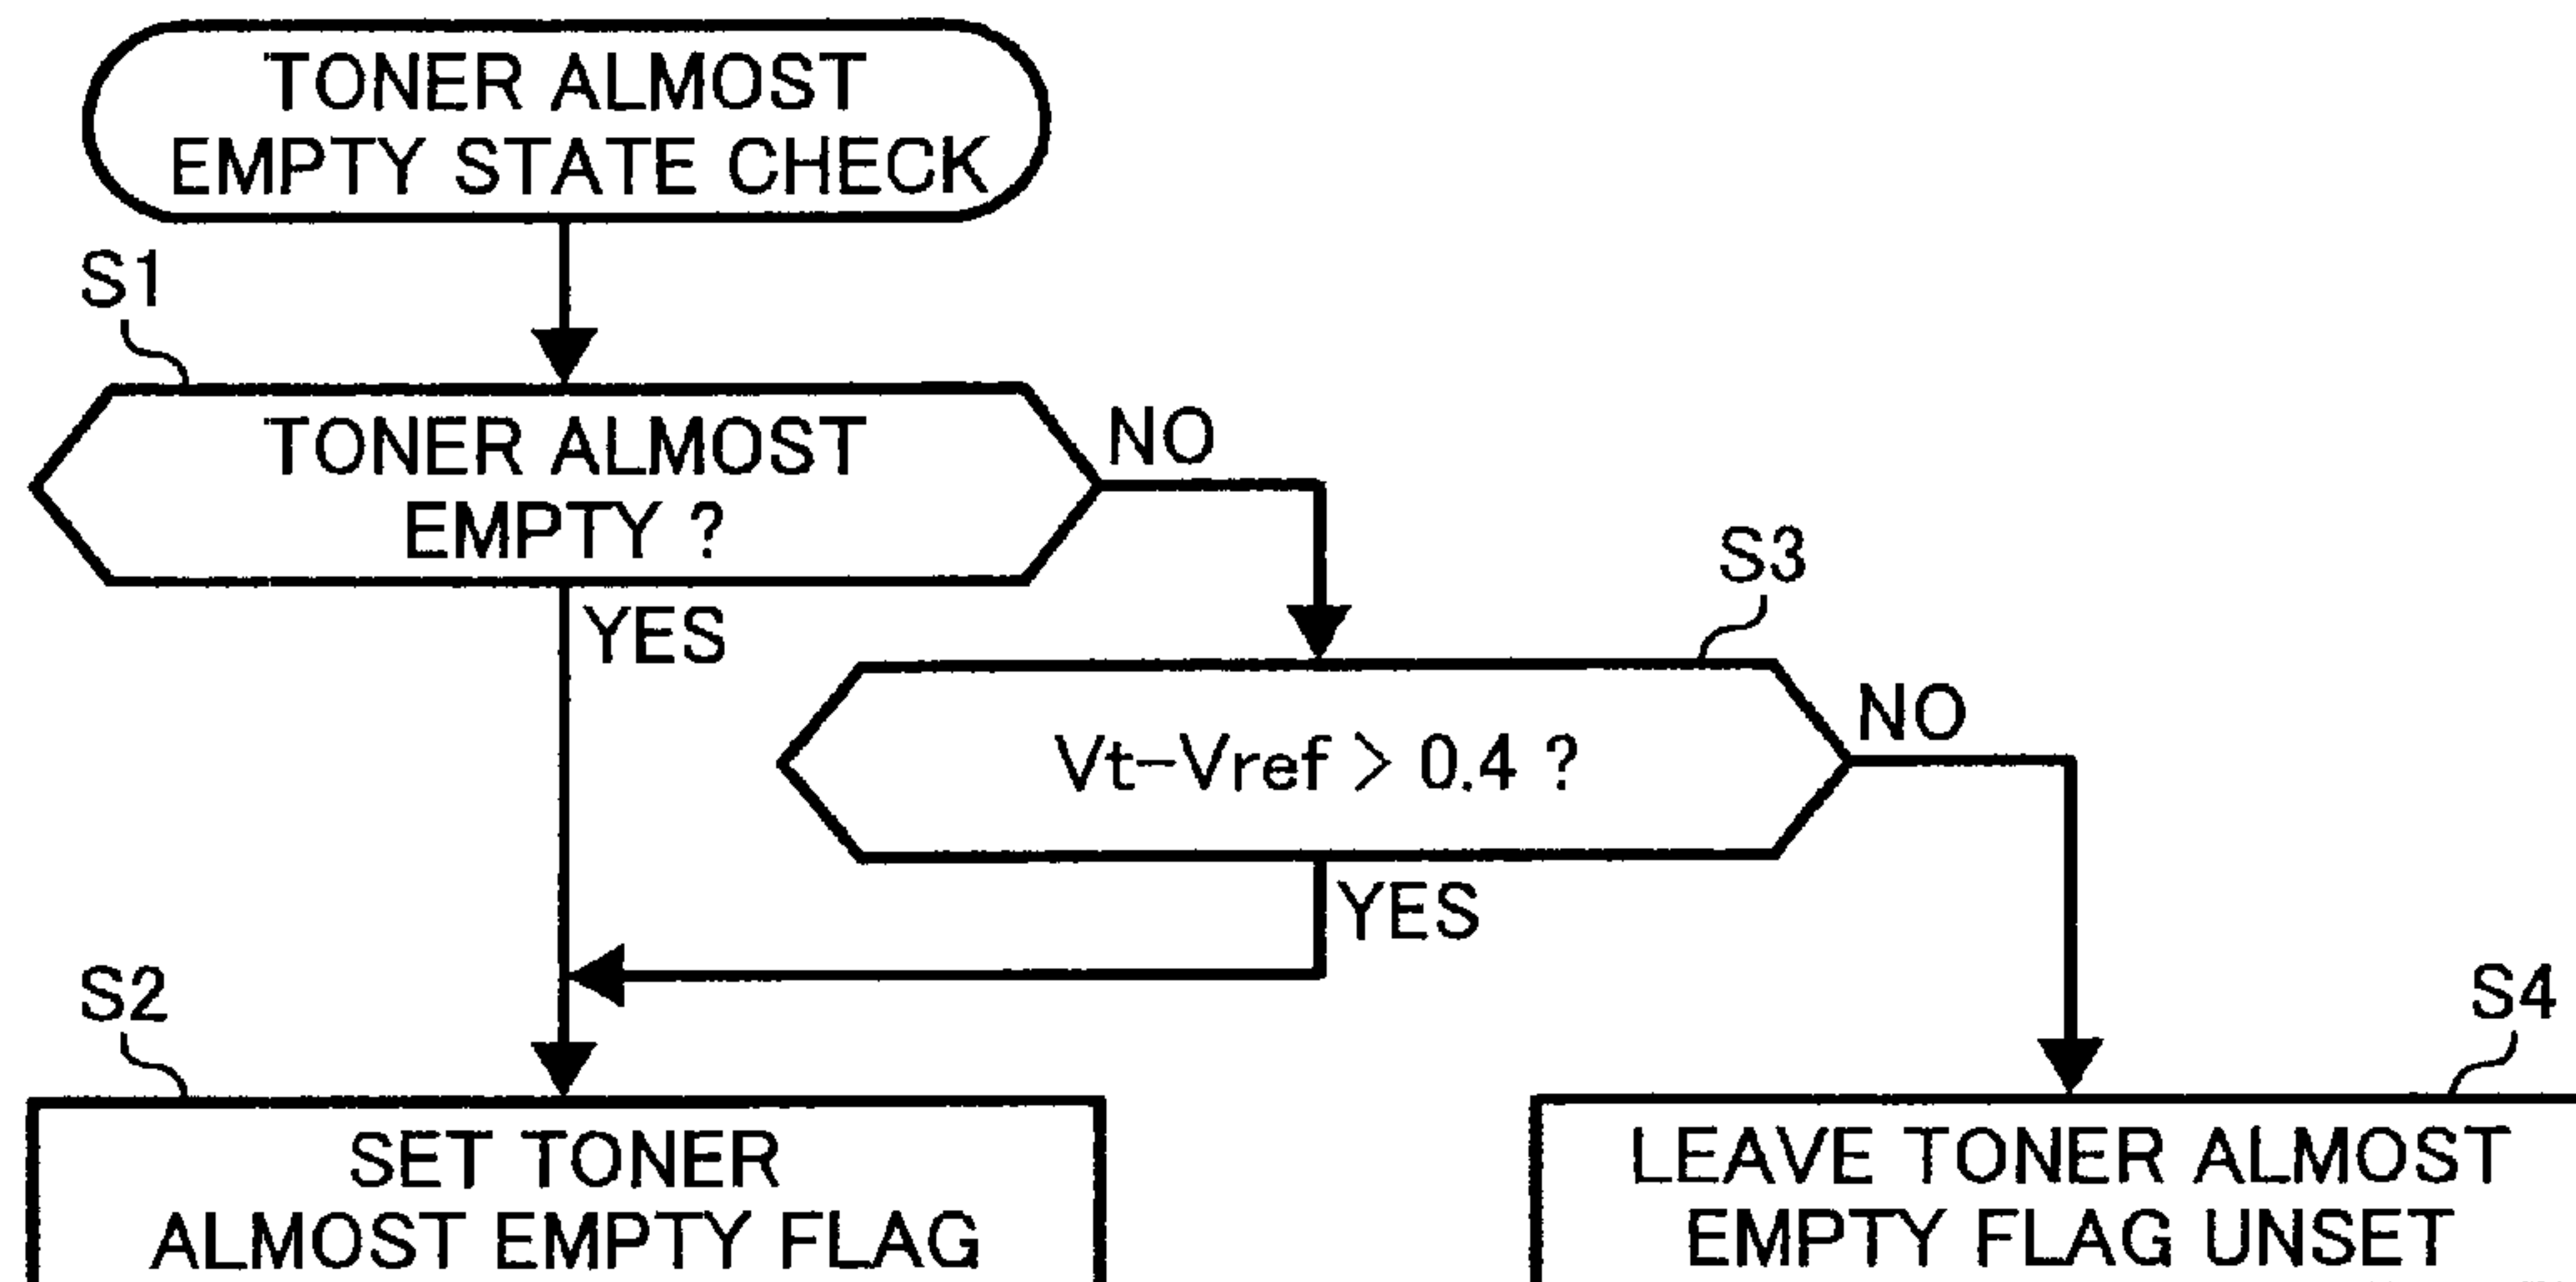 TONER ALMOST
EMPTY STATE CHECK
S1
TONER ALMOST
EMPTY ?
NO
YES
S3
Vt-Vref > 0.4 ?
NO
YES
S2
SET TONER
ALMOST EMPTY FLAG
S4
LEAVE TONER ALMOST
EMPTY FLAG UNSET